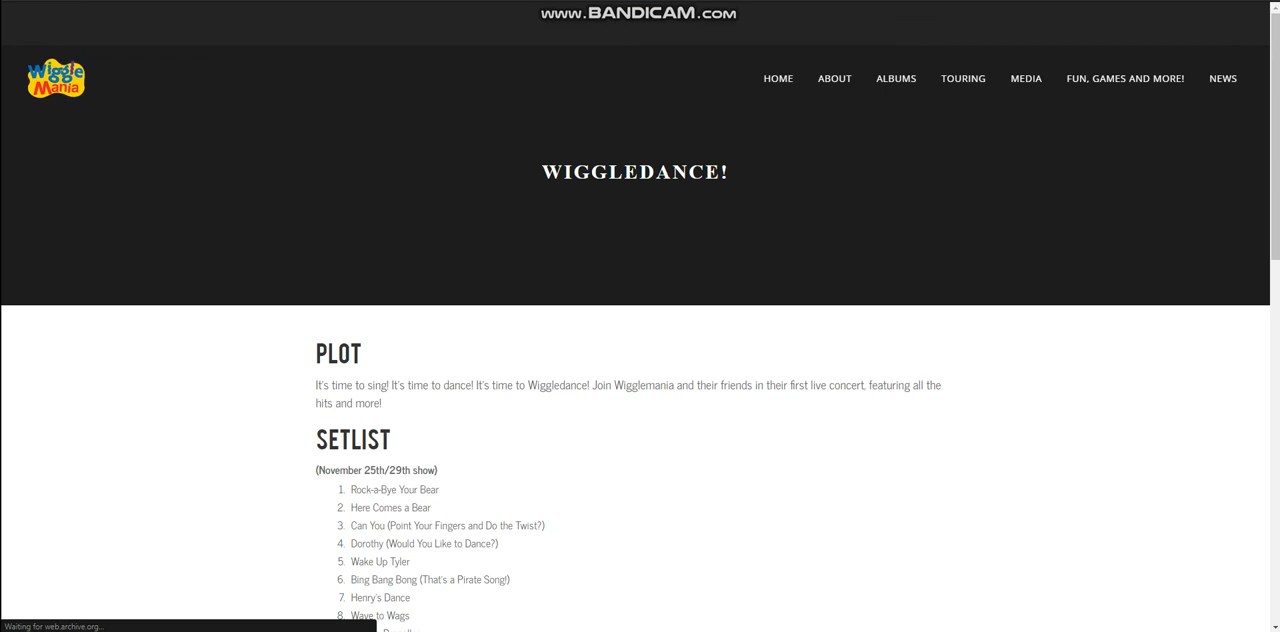 www.BANDICAM.com
Wiggle
Mania
HOME ABOUT ALBUMS TOURING MEDIA FUN, GAMES AND MORE! NEWS
WIGGLEDANCE!
PLOT
It's time to sing! It's time to dance! It's time to Wiggledance! Join Wigglemania and their friends in their first live concert, featuring all the
hits and more!
SETLIST
(November 25th/29th show)
1. Rock-a-Bye Your Bear
2. Here Comes a Bear
3. Can You (Point Your Fingers and Do the Twist?)
4. Dorothy (Would You Like to Dance?)
5. Wake Up Tyler
6. Bing Bang Bong (That's a Pirate Song!)
7. Henry's Dance
8. Wave to Wags
Waiting for web.archive.org...